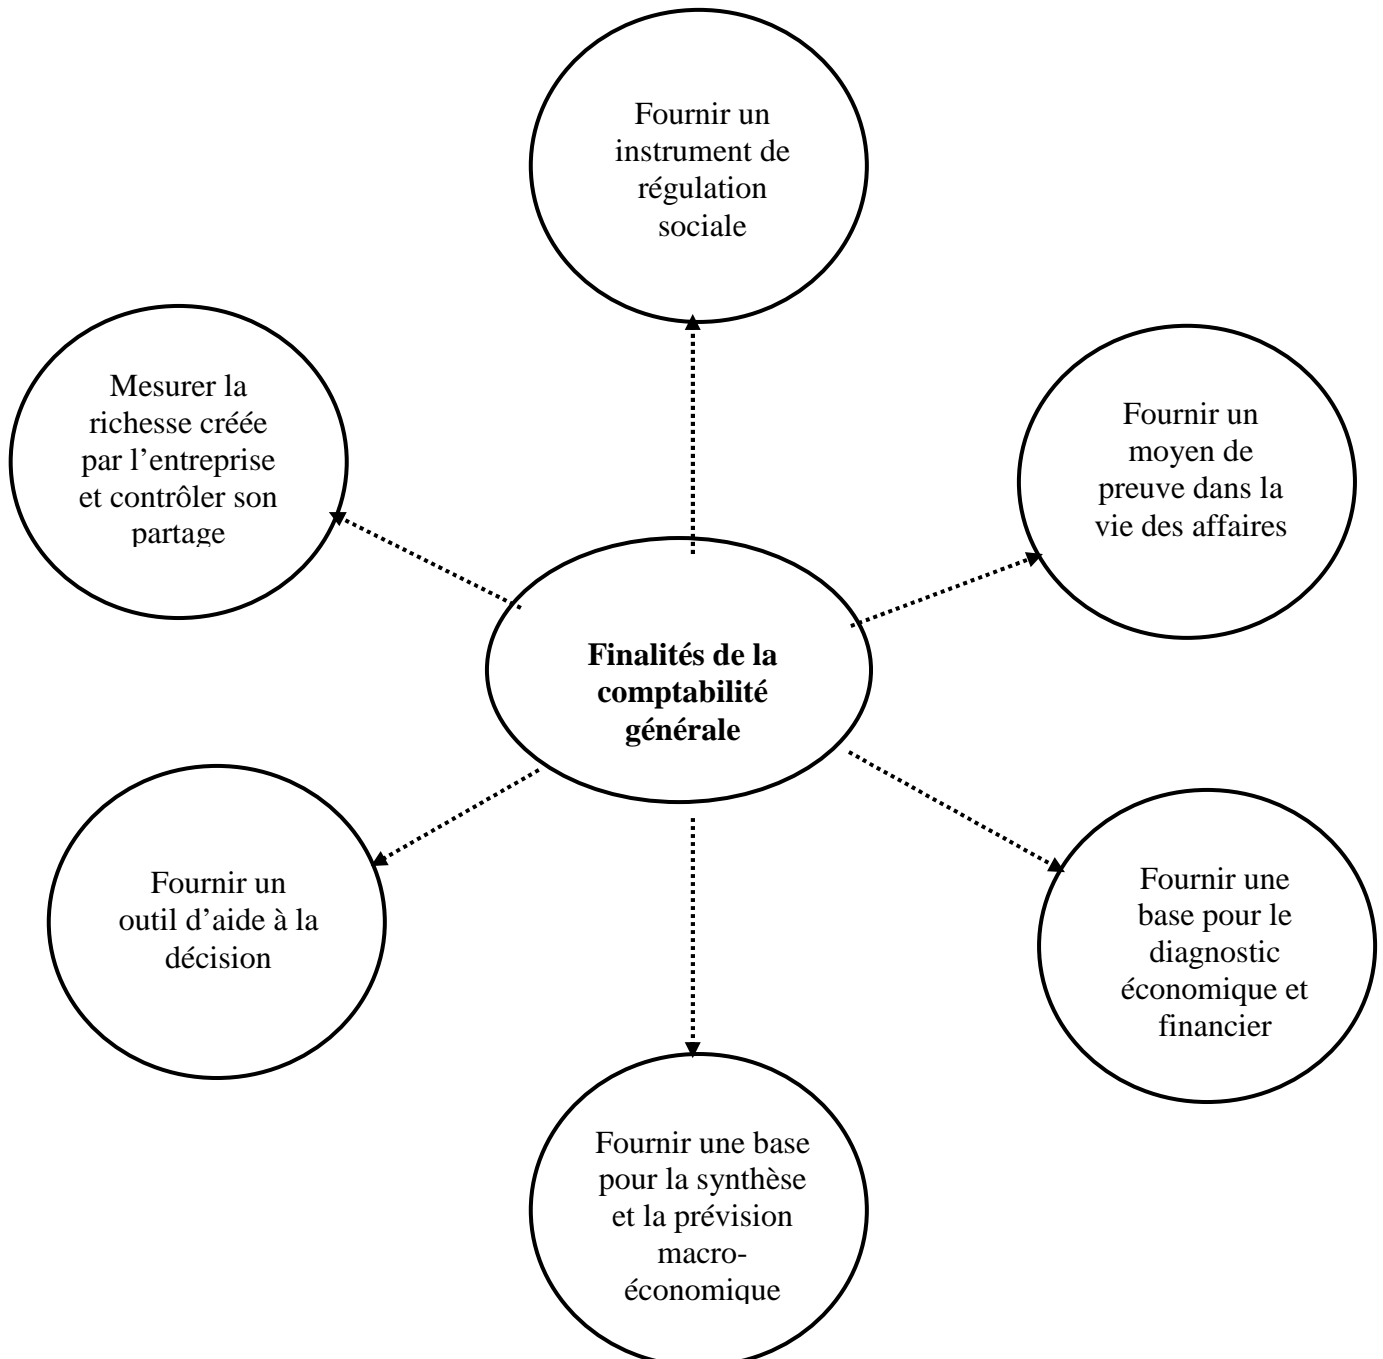 Fournir un
instrument de
régulation
sociale
Mesurer la
richesse créée
par l’entreprise
et contrôler son
partage
Fournir un
moyen de
preuve dans la
vie des affaires
Finalités de la
comptabilité
générale
Fournir un
outil d’aide à la
décision
Fournir une
base pour le
diagnostic
économique et
financier
Fournir une base
pour la synthèse
et la prévision
macro-
économique